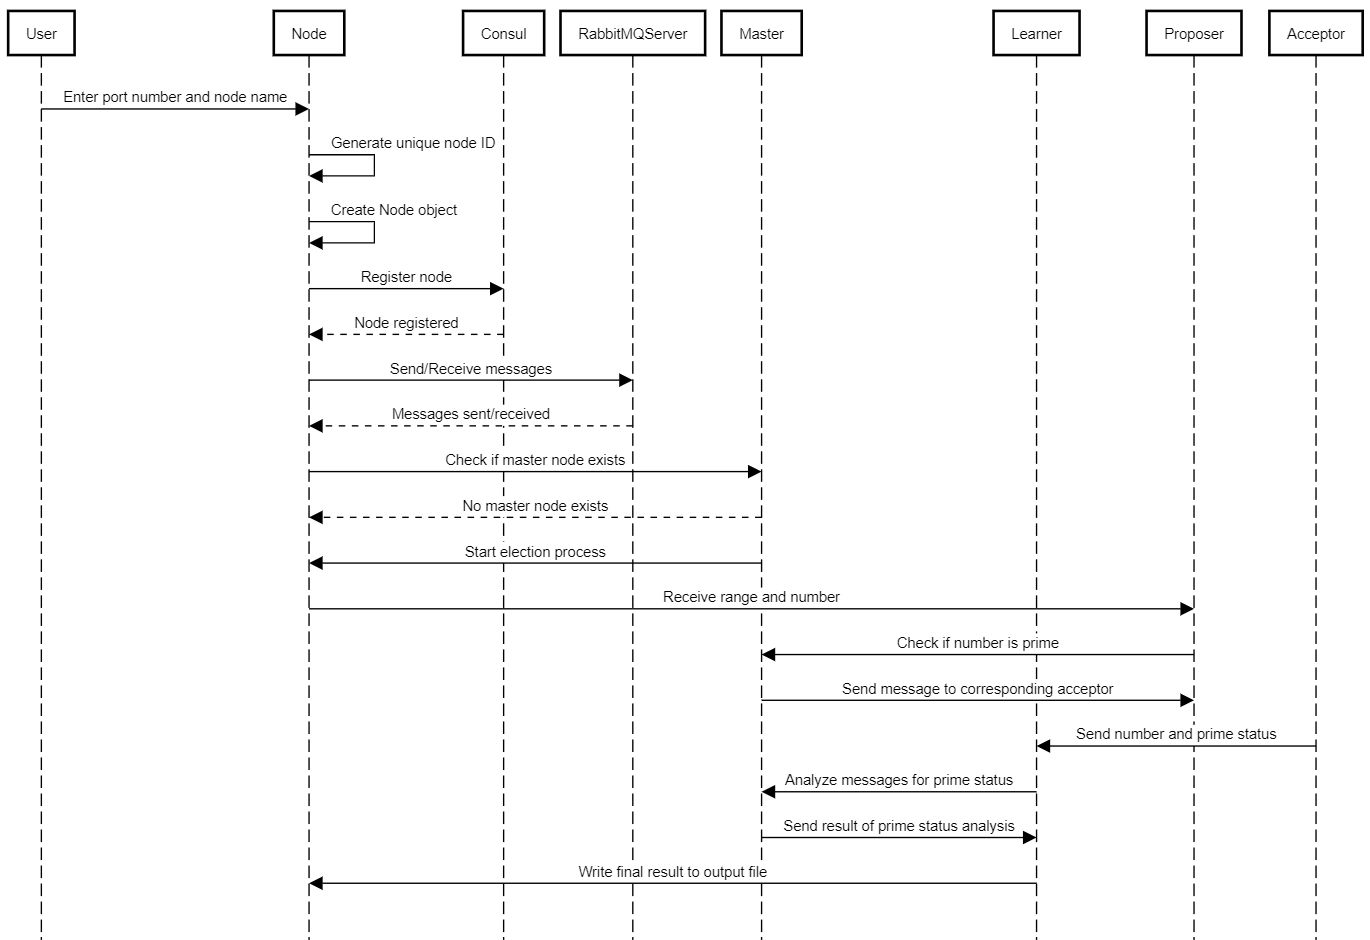 User
Node
Consul
RabbitMQServer
Master
Learner
Proposer
Acceptor
Enter port number and node name
Generate unique node ID
Create Node object
Register node
Node registered
Send/Receive messages
Messages sent/received
Check if master node exists
No master node exists
Start election process
Receive range and number
Check if number is prime
Send message to corresponding acceptor
Send number and prime status
Analyze messages for prime status
Send result of prime status analysis
Write final result to output file